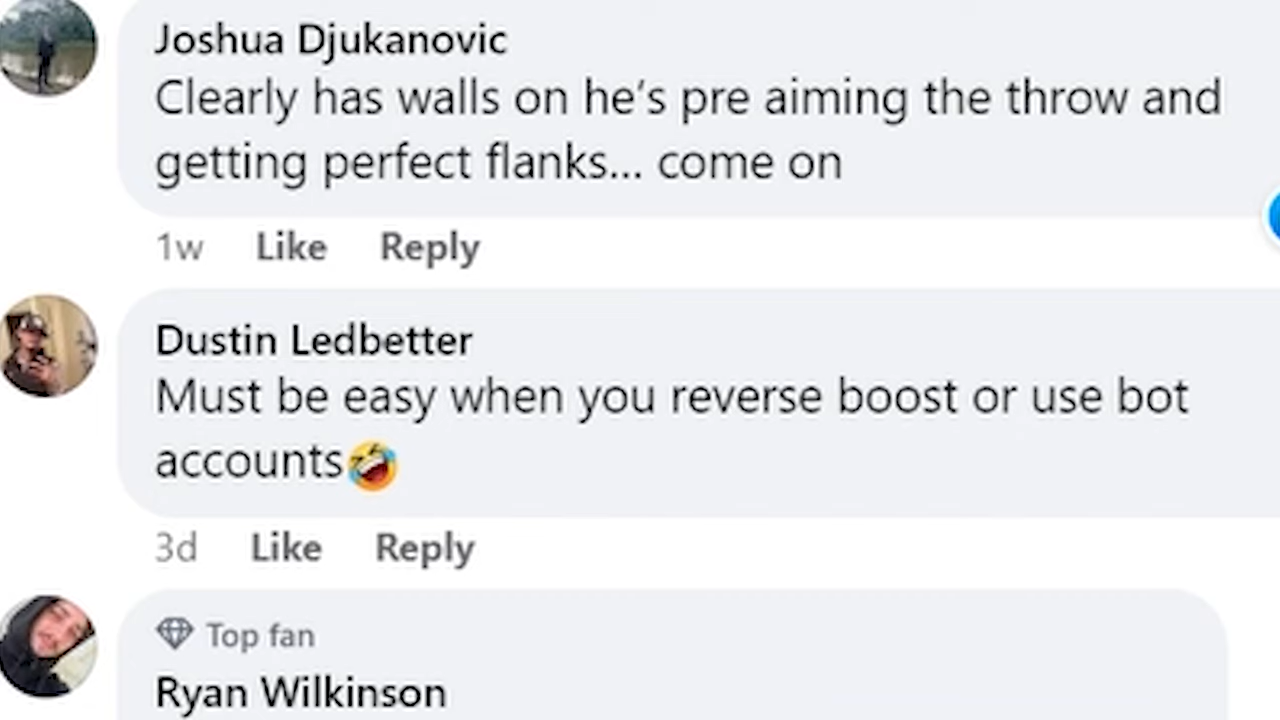 Joshua Djukanovic
Clearly has walls on he's pre aiming the throw and
getting perfect flanks... come on
1w Like Reply
Dustin Ledbetter
Must be easy when you reverse boost or use bot
accounts🤣
3d Like Reply
Top fan
Ryan Wilkinson